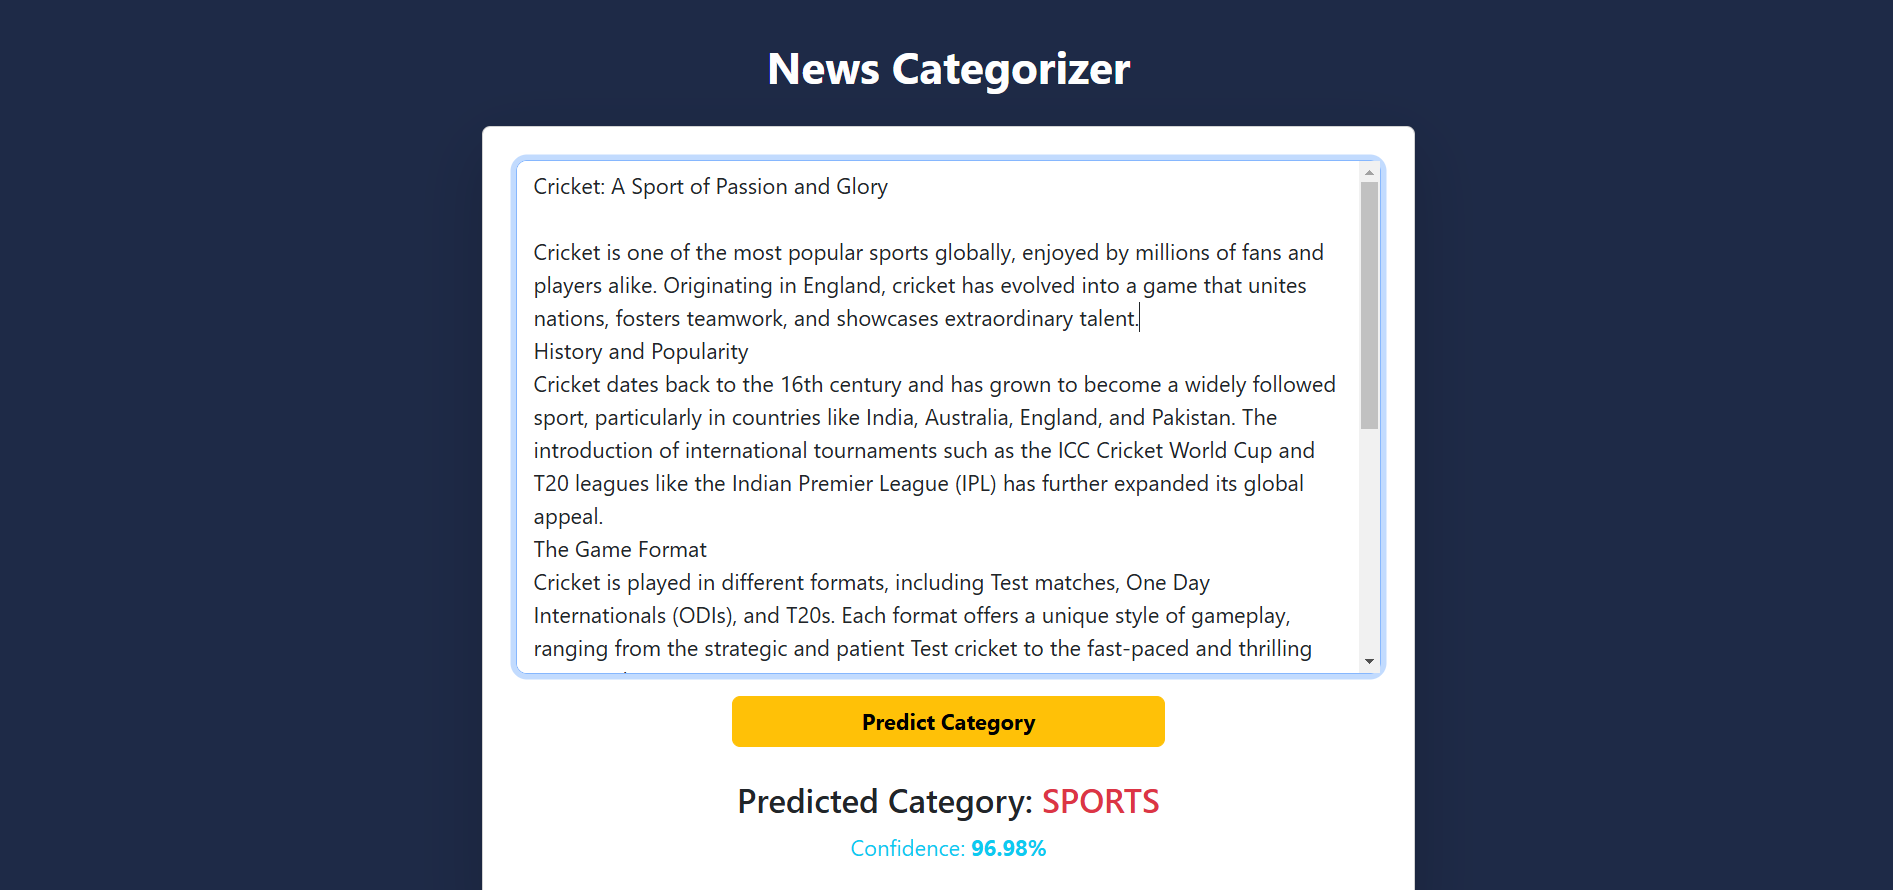 News Categorizer
Cricket: A Sport of Passion and Glory
Cricket is one of the most popular sports globally, enjoyed by millions of fans and
players alike. Originating in England, cricket has evolved into a game that unites
nations, fosters teamwork, and showcases extraordinary talent.
History and Popularity
Cricket dates back to the 16th century and has grown to become a widely followed
sport, particularly in countries like India, Australia, England, and Pakistan. The
introduction of international tournaments such as the ICC Cricket World Cup and
T20 leagues like the Indian Premier League (IPL) has further expanded its global
appeal.
The Game Format
Cricket is played in different formats, including Test matches, One Day
Internationals (ODIs), and T20s. Each format offers a unique style of gameplay,
ranging from the strategic and patient Test cricket to the fast-paced and thrilling
Predict Category
Predicted Category: SPORTS
Confidence: 96.98%